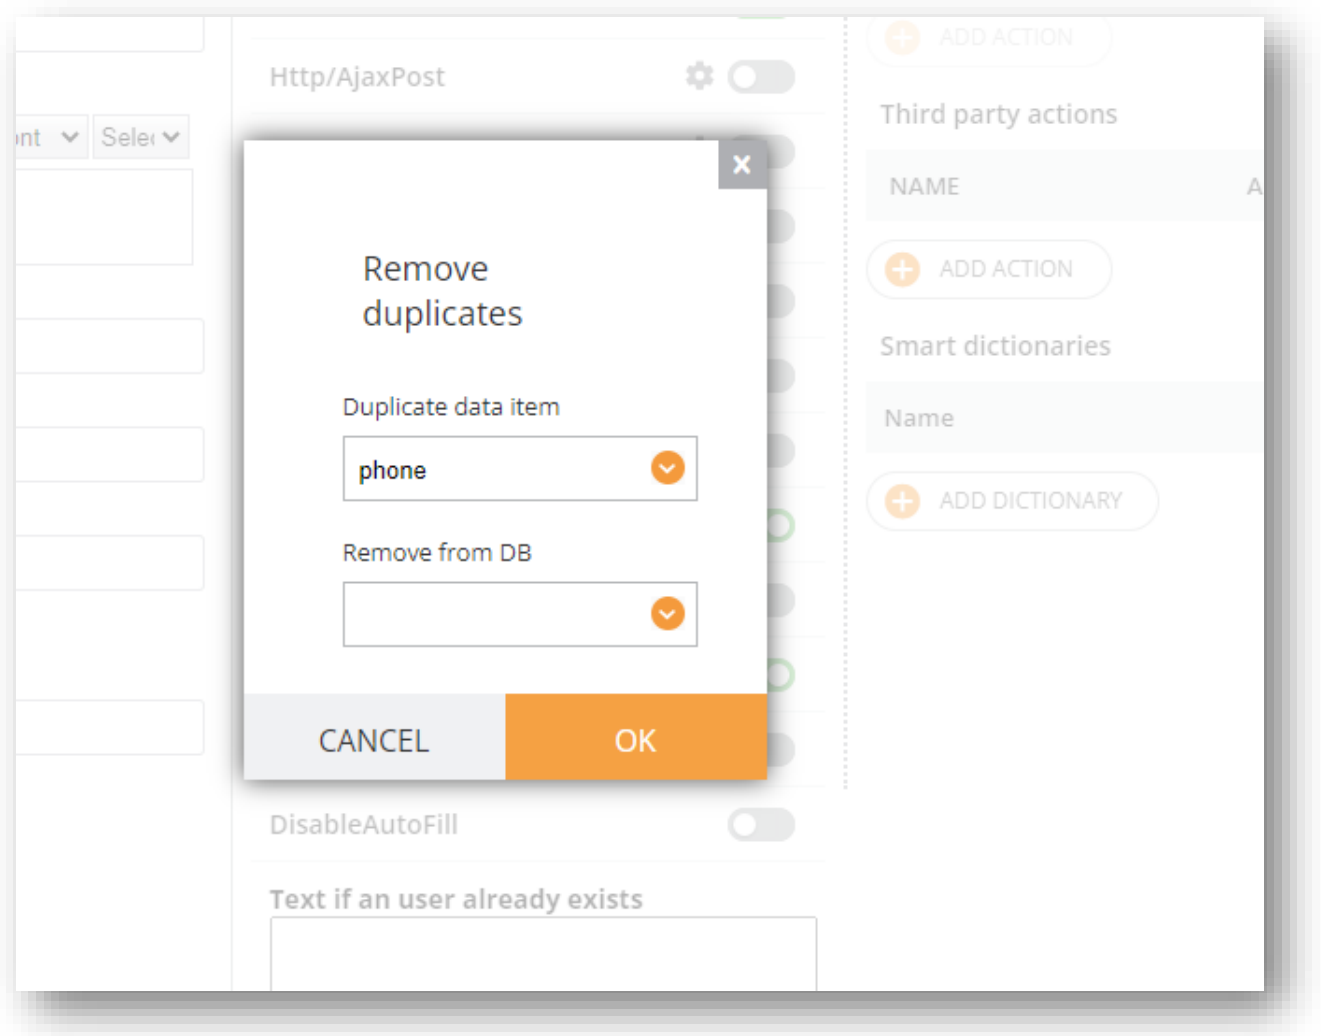 Http/AjaxPost
Selec
Remove
duplicates
Duplicate data item
phone
Remove from DB
CANCEL
OK
DisableAutoFill
Text if an user already exists
ADD ACTION
Third party actions
NAME
A
ADD ACTION
Smart dictionaries
Name
ADD DICTIONARY